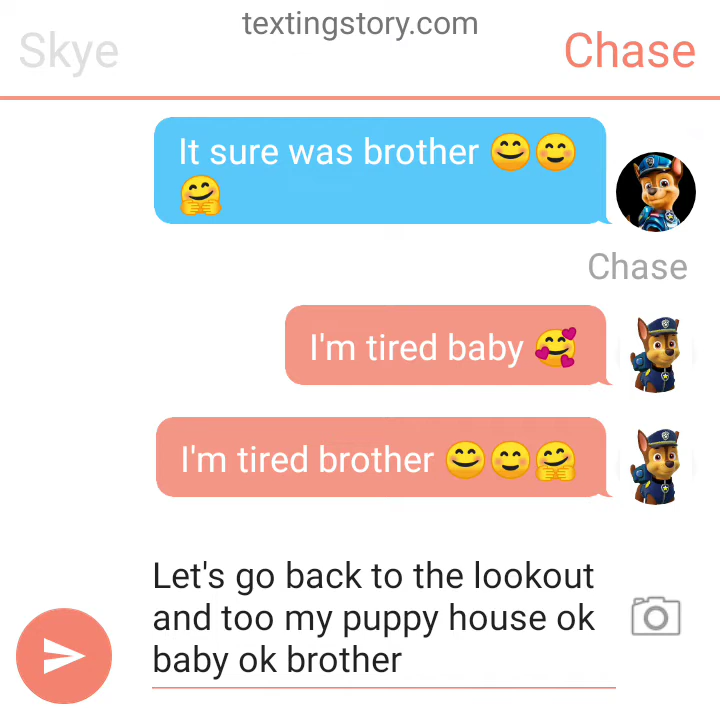 textingstory.com
Skye
Chase
It sure was brother 😊😊
🤗
Chase
I'm tired baby 🥰
I'm tired brother 😊😊🤗
Let's go back to the lookout
and too my puppy house ok
baby ok brother